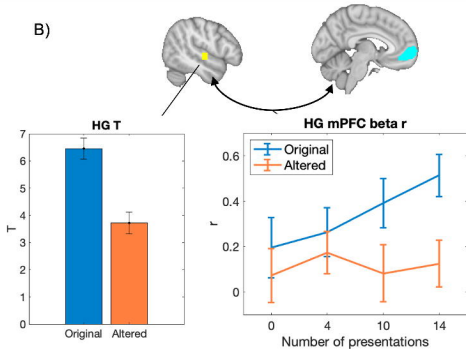 B)
HG T
7
6
5
4
3
2
1
0
T
Original
Altered
HG mPFC beta r
Original
Altered
0.6
0.4
0.2
0
r
0
4
10
14
Number of presentations